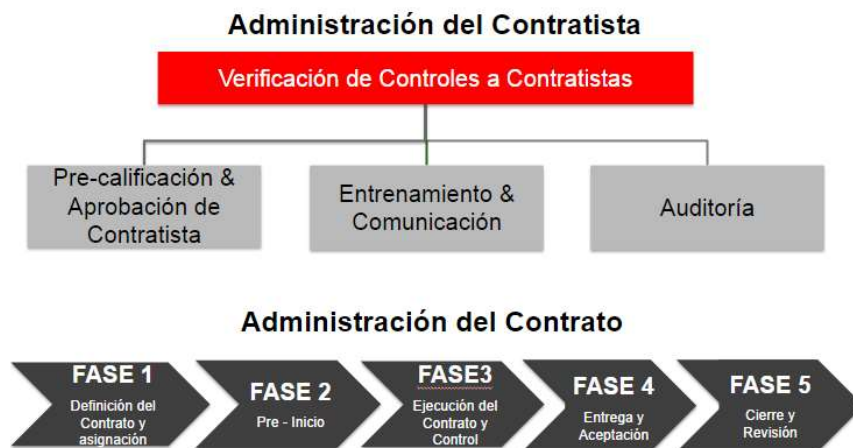 Administración del Contratista
Verificación de Controles a Contratistas
Pre-calificación &
Aprobación de
Contratista
Entrenamiento &
Comunicación
Auditoría
Administración del Contrato
FASE 1
Definición del
Contrato y
asignación
FASE 2
Pre - Inicio
FASE3
Ejecución del
Contrato y
Control
FASE 4
Entrega y
Aceptación
FASE 5
Cierre y
Revisión